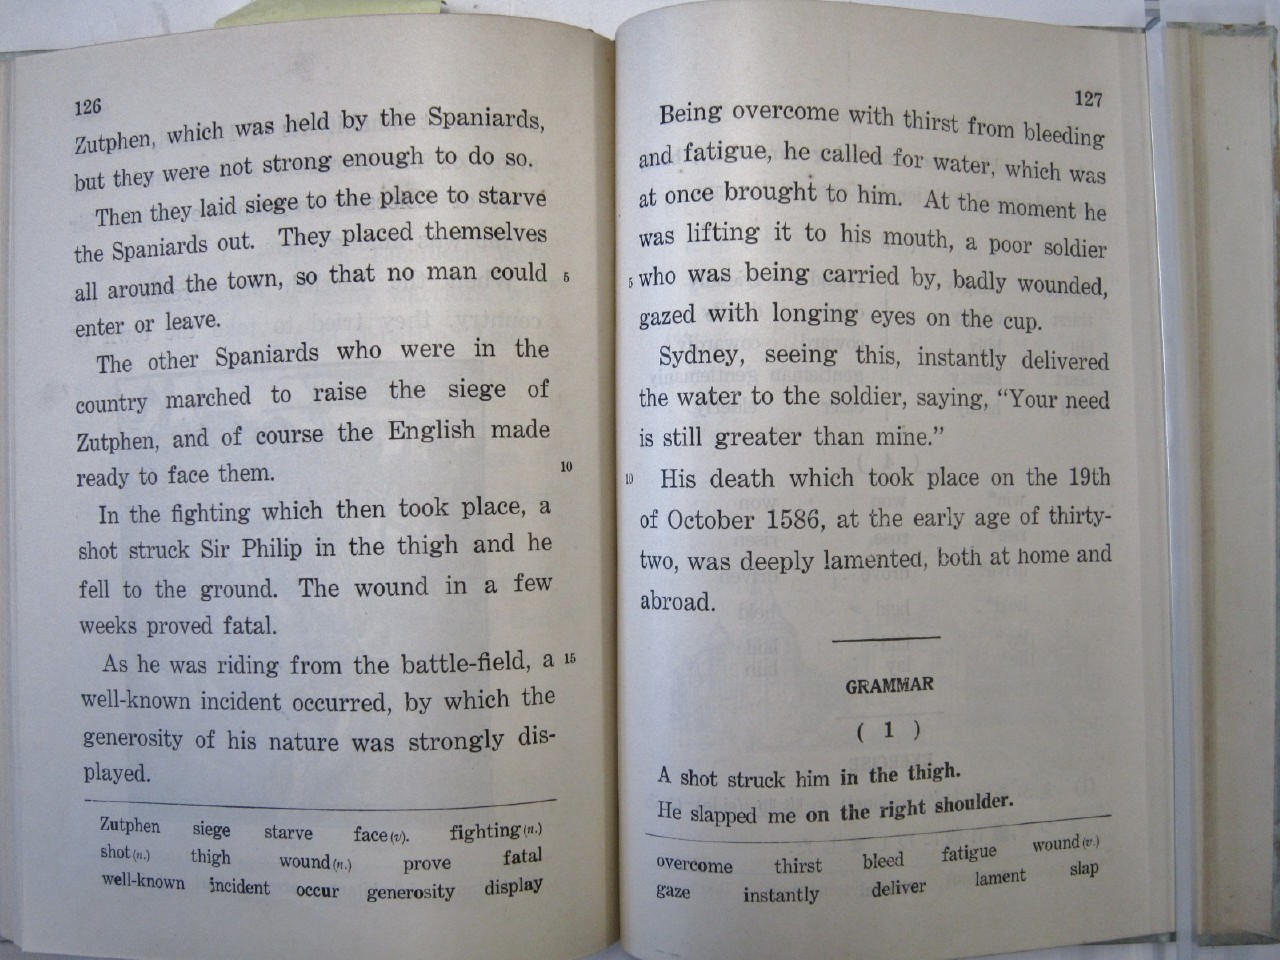 126
Zutphen, which was held by the Spaniards,
but they were not strong enough to do so.
Then they laid siege to the place to starve
the Spaniards out. They placed themselves
all around the town, so that no man could 5
enter or leave.
The other Spaniards who were in the
country marched to raise the siege of
Zutphen, and of course the English made
ready to face them. 10
In the fighting which then took place, a
shot struck Sir Philip in the thigh and he
fell to the ground. The wound in a few
weeks proved fatal.
As he was riding from the battle-field, a 15
well-known incident occurred, by which the
generosity of his nature was strongly dis-
played.
Zutphen siege starve face (v). fighting (n.)
shot (n.) thigh wound (n.) prove fatal
well-known incident occur generosity display
127
Being overcome with thirst from bleeding
and fatigue, he called for water, which was
at once brought to him. At the moment he
was lifting it to his mouth, a poor soldier
5 who was being carried by, badly wounded,
gazed with longing eyes on the cup.
Sydney, seeing this, instantly delivered
the water to the soldier, saying, “Your need
is still greater than mine.”
10 His death which took place on the 19th
of October 1586, at the early age of thirty-
two, was deeply lamented, both at home and
abroad.
GRAMMAR
( 1 )
A shot struck him in the thigh.
He slapped me on the right shoulder.
overcome thirst bleed fatigue wound (v.)
gaze instantly deliver lament slap